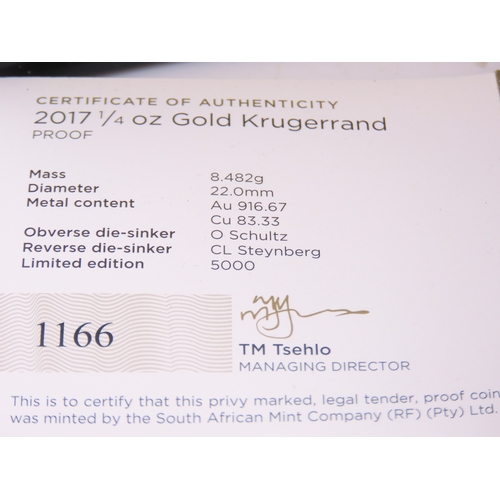 CERTIFICATE OF AUTHENTICITY
2017 1/4 oz Gold Krugerrand
PROOF
Mass 8.482g
Diameter 22.0mm
Metal content Au 916.67
Cu 83.33
Obverse die-sinker O Schultz
Reverse die-sinker CL Steynberg
Limited edition 5000
1166
TM Tsehlo
MANAGING DIRECTOR
This is to certify that this privy marked, legal tender, proof coin
was minted by the South African Mint Company (RF) (Pty) Ltd.